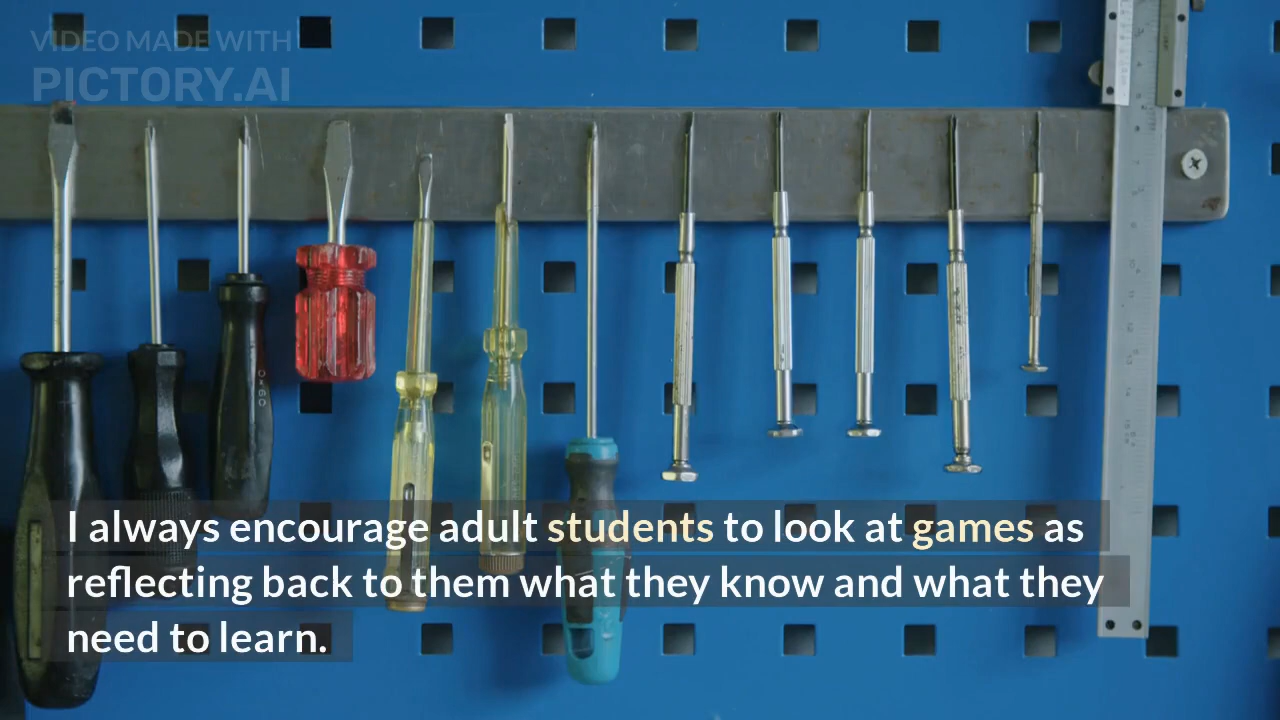 VIDEO MADE WITH
PICTORY.AI
I always encourage adult students to look at games as
reflecting back to them what they know and what they
need to learn.